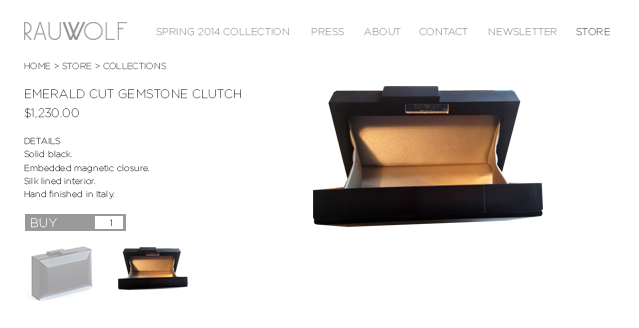 RAUWOLF
SPRING 2014 COLLECTION PRESS ABOUT CONTACT NEWSLETTER STORE
HOME > STORE > COLLECTIONS
EMERALD CUT GEMSTONE CLUTCH
$1,230.00
DETAILS
Solid black.
Embedded magnetic closure.
Silk lined interior.
Hand finished in Italy.
BUY 1